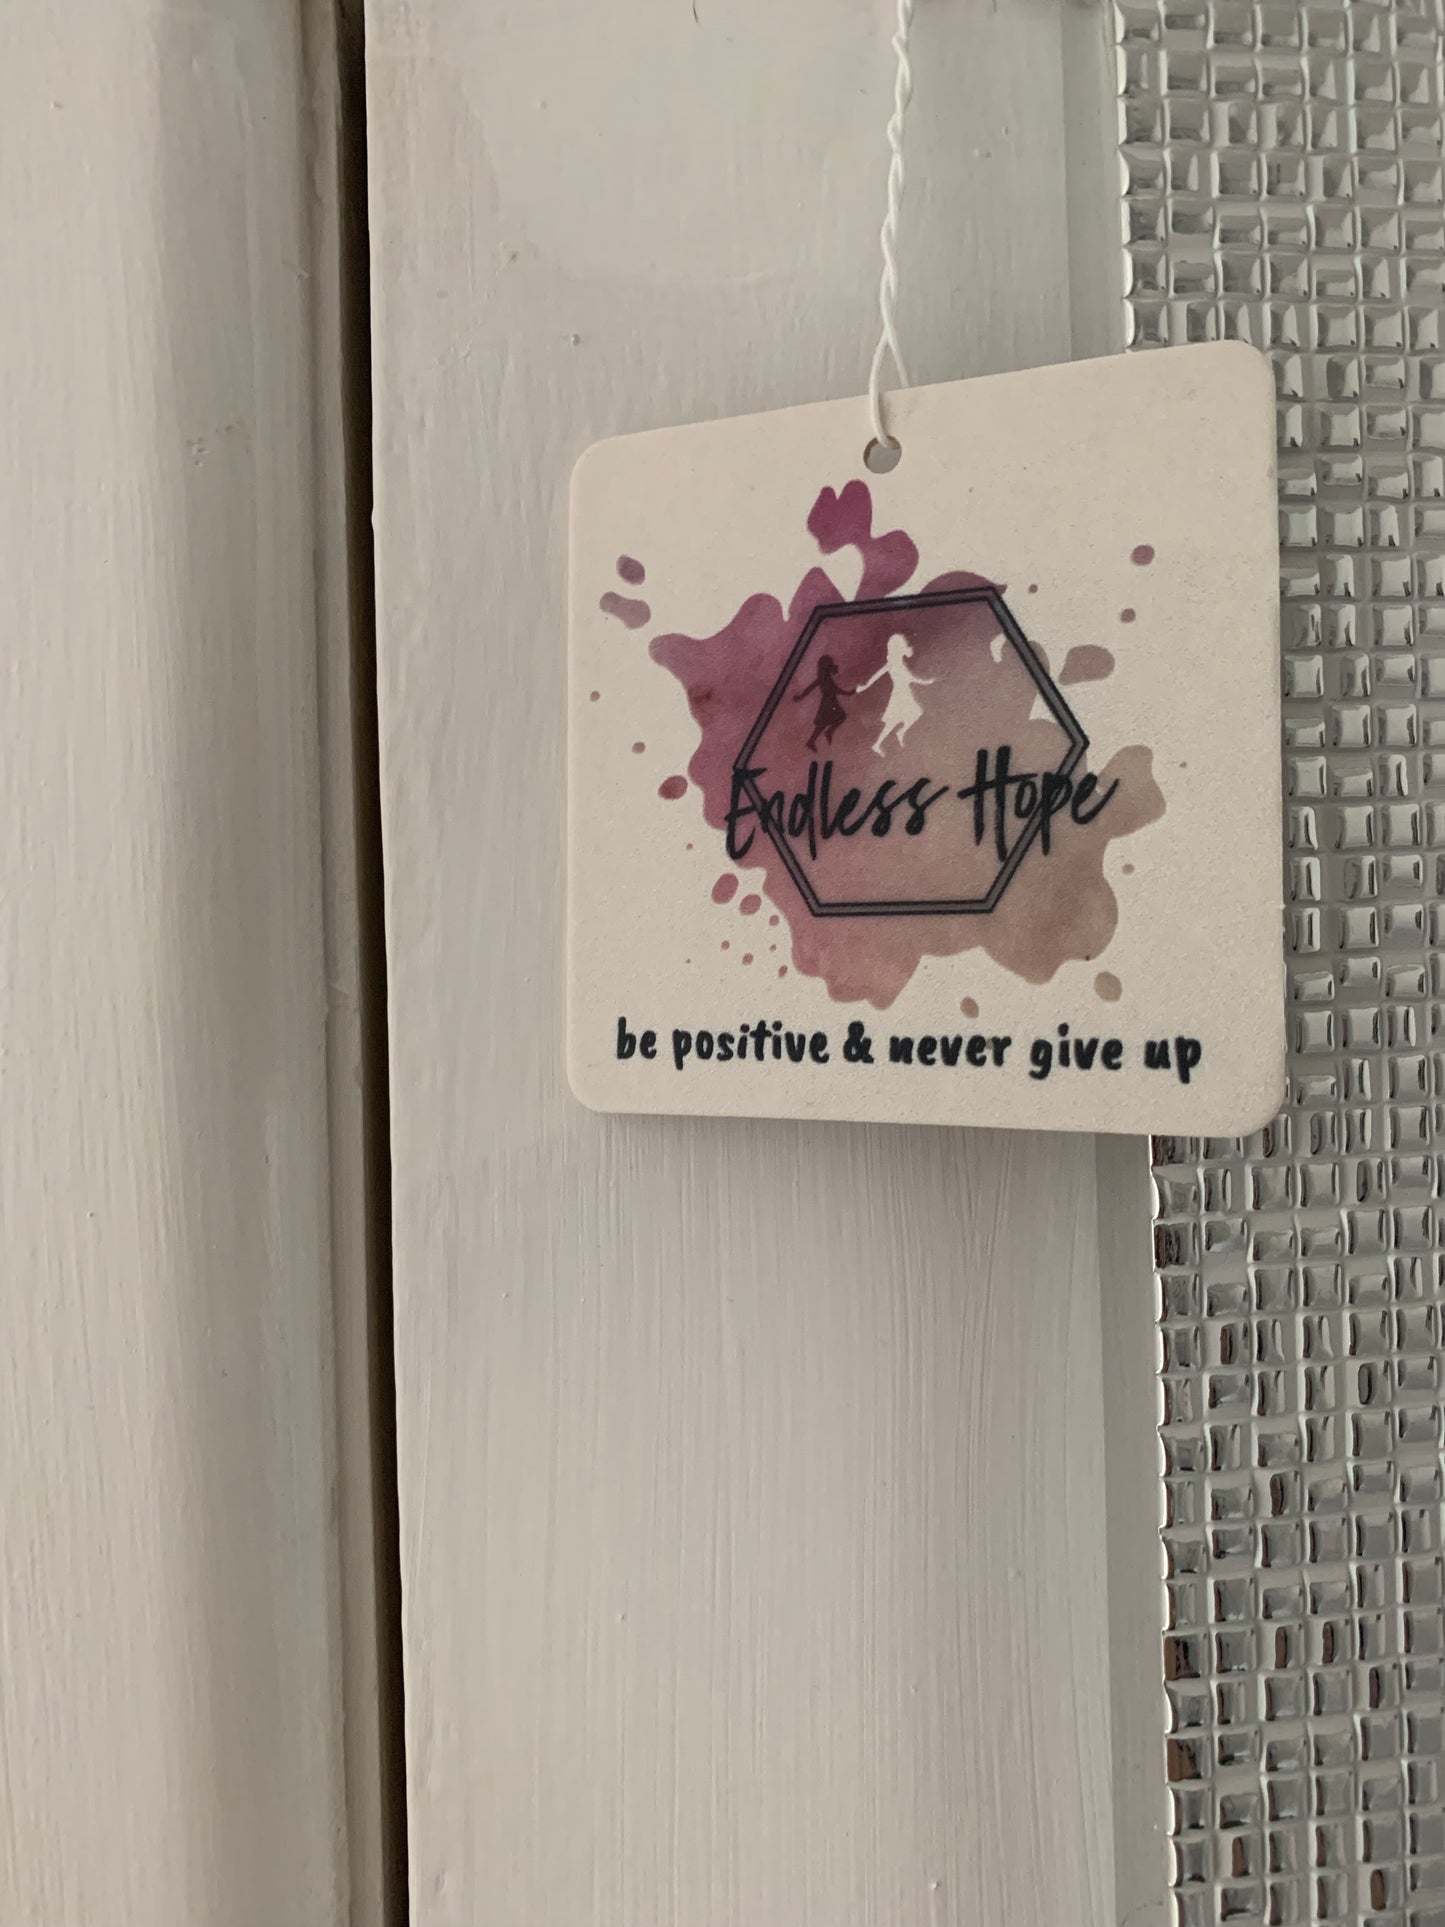 Endless Hope
be positive & never give up